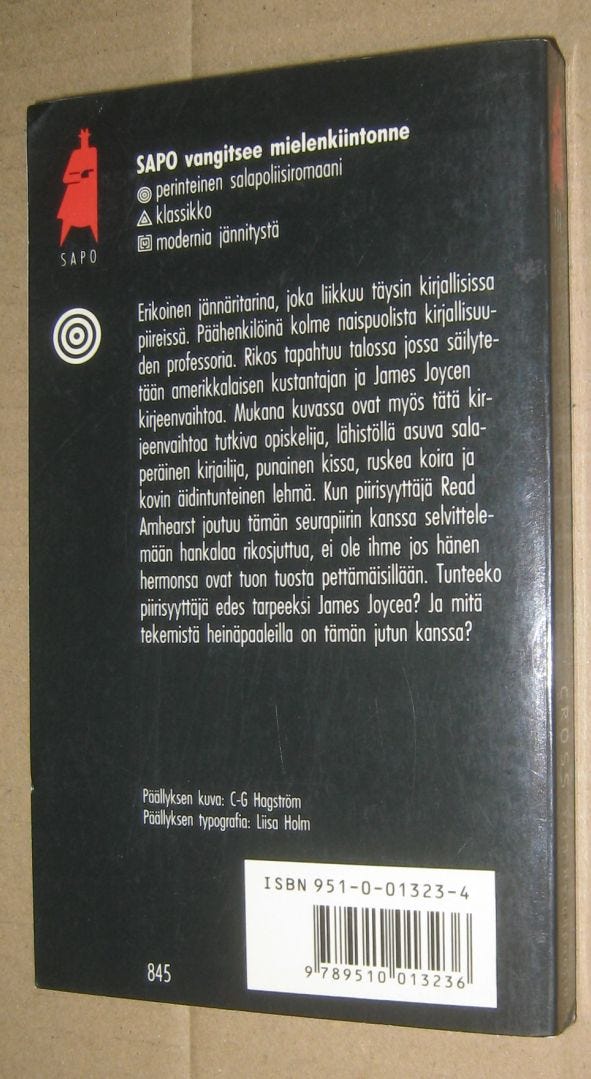 SAPO
SAPO vangitsee mielenkiintonne
perinteinen salapoliisiromaani
klassikko
modernia jännitystä
Erikoinen jännäritarina, joka liikkuu täysin kirjallisissa
piireissä. Päähenkilöinä kolme naispuolista kirjallisuu-
den professoria. Rikos tapahtuu talossa jossa säilyte-
tään amerikkalaisen kustantajan ja James Joycen
kirjeenvaihtoa. Mukana kuvassa ovat myös tätä kir-
jeenvaihtoa tutkiva opiskelija, lähistöllä asuva sala-
peräinen kirjailija, punainen kissa, ruskea koira ja
kovin äidintunteinen lehmä. Kun piirisyyttäjä Read
Amhearst joutuu tämän seurapiirin kanssa selvittele-
mään hankalaa rikosjuttua, ei ole ihme jos hänen
hermonsa ovat tuon tuosta pettämäisillään. Tunteeko
piirisyyttäjä edes tarpeeksi James Joycea? Ja mitä
tekemistä heinäpaaleilla on tämän jutun kanssa?
Päällyksen kuva: C-G Hagström
Päällyksen typografia: Liisa Holm
ISBN 951-0-01323-4
9 789510 013236
845
CROSS